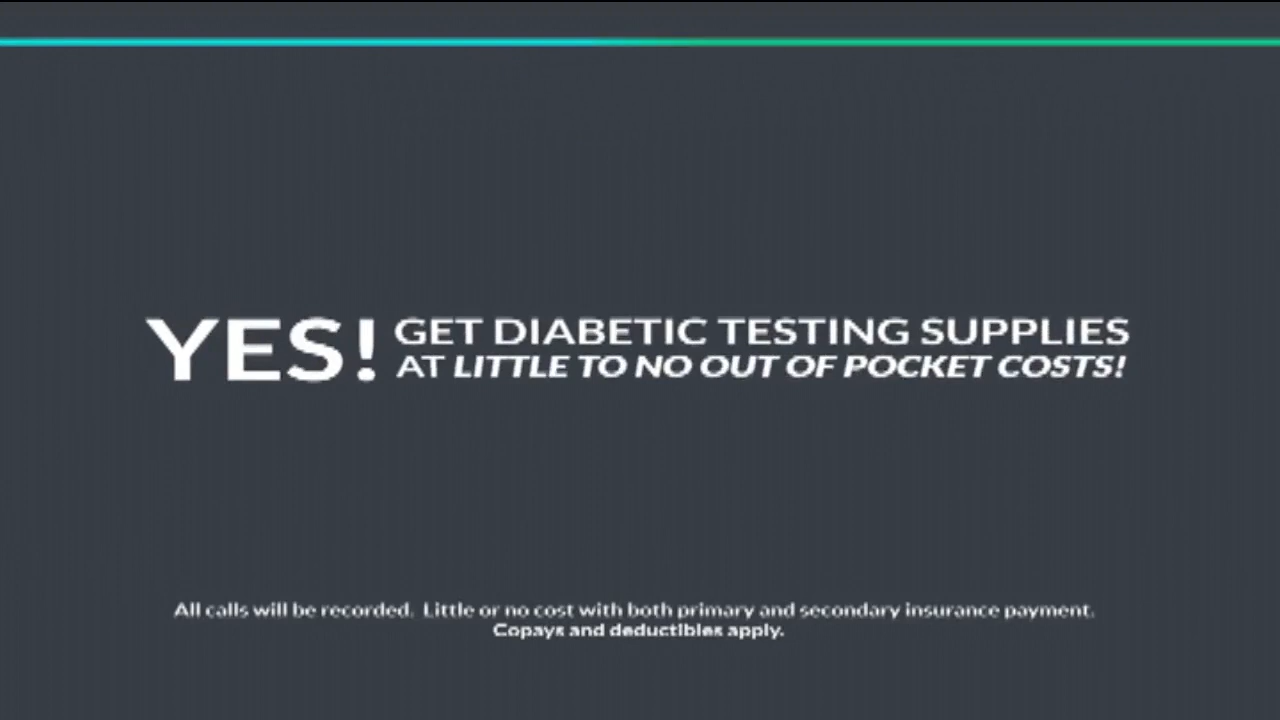 YES! GET DIABETIC TESTING SUPPLIES
AT LITTLE TO NO OUT OF POCKET COSTS!
All calls will be recorded. Little or no cost with both primary and secondary insurance payment.
Copays and deductibles apply.